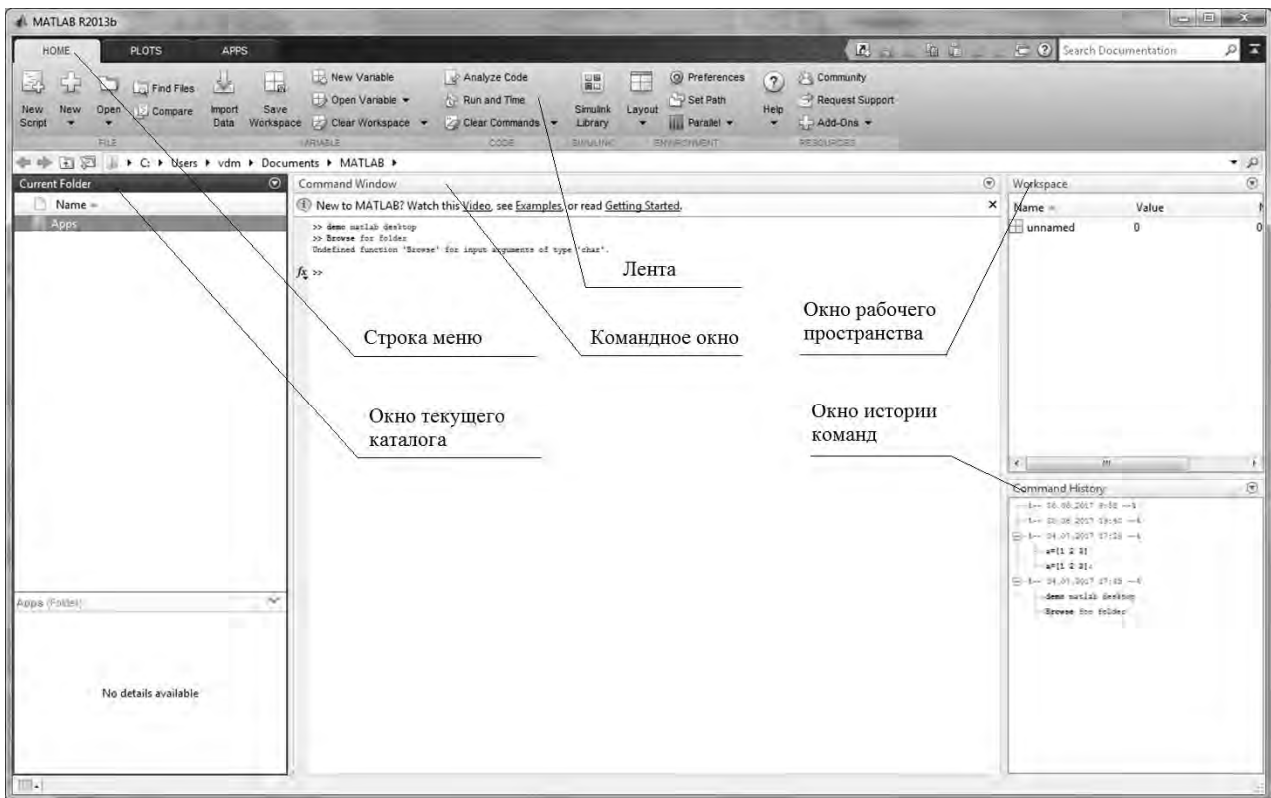 MATLAB R2013b
HOME PLOTS APPS
Search Documentation
New Script
New
Open
Find Files
Compare
Import Data
Save Workspace
New Variable
Open Variable
Clear Workspace
Analyze Code
Run and Time
Clear Commands
Simulink Library
Layout
Preferences
Set Path
Parallel
Help
Community
Request Support
Add-Ons
FILE VARIABLE CODE SIMULINK ENVIRONMENT RESOURCES
C: Users vdm Documents MATLAB
Current Folder
Name
Apps
Command Window
New to MATLAB? Watch this Video, see Examples, or read Getting Started.
>> demo matlab desktop
>> Browse for folder
Undefined function 'Browse' for input arguments of type 'char'.
fx >>
Workspace
Name Value
unnamed 0 0
Лента
Строка меню
Командное окно
Окно рабочего
пространства
Окно текущего
каталога
Окно истории
команд
Command History
a=[1 2 3]
a=[1 2 3];
demo matlab desktop
Browse for folder
Apps (Folder)
No details available